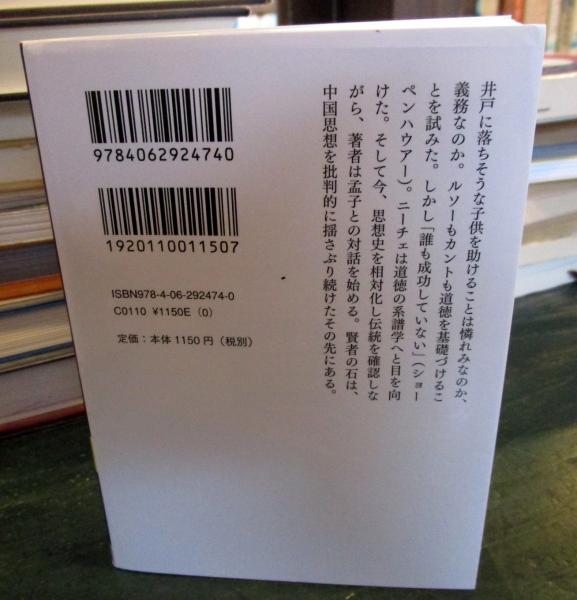 井戸に落ちそうな子供を助けることは憐れみなのか、
義務なのか。ルソーもカントも道徳を基礎づけるこ
とを試みた。しかし「誰も成功していない」(ショー
ペンハウアー)。ニーチェは道徳の系譜学へと目を向
けた。そして今、思想史を相対化し伝統を確認しな
がら、著者は孟子との対話を始める。賢者の石は、
中国思想を批判的に揺さぶり続けたその先にある。
9784062924740
1920110011507
ISBN978-4-06-292474-0
C0110 ¥1150E (0)
定価:本体1150円(税別)